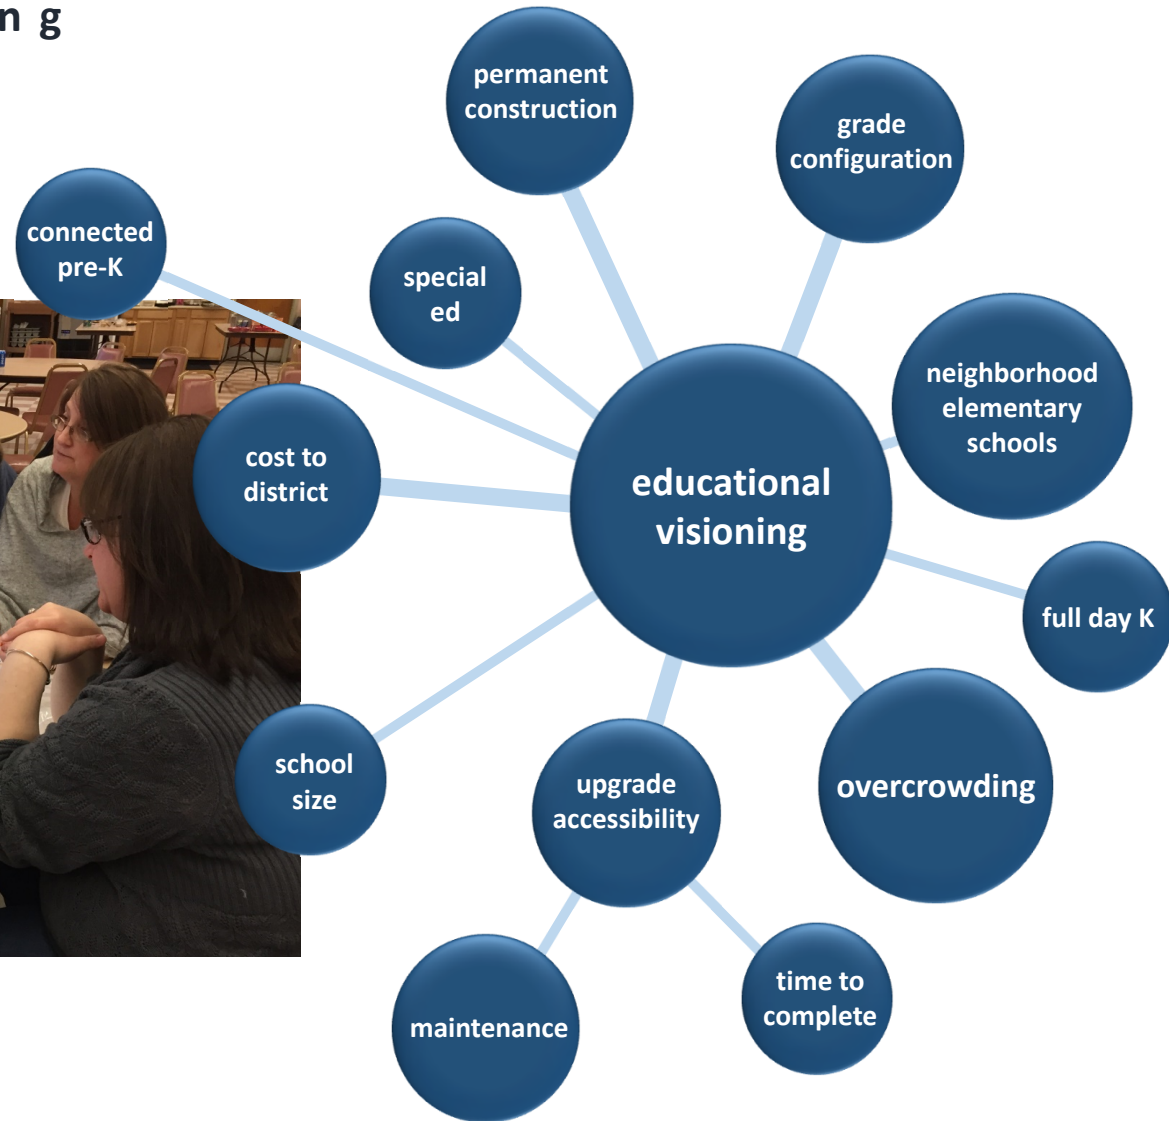 n g
permanent
construction
grade
configuration
connected
pre-K
special
ed
neighborhood
elementary
schools
cost to
district
educational
visioning
full day K
school
size
upgrade
accessibility
overcrowding
maintenance
time to
complete